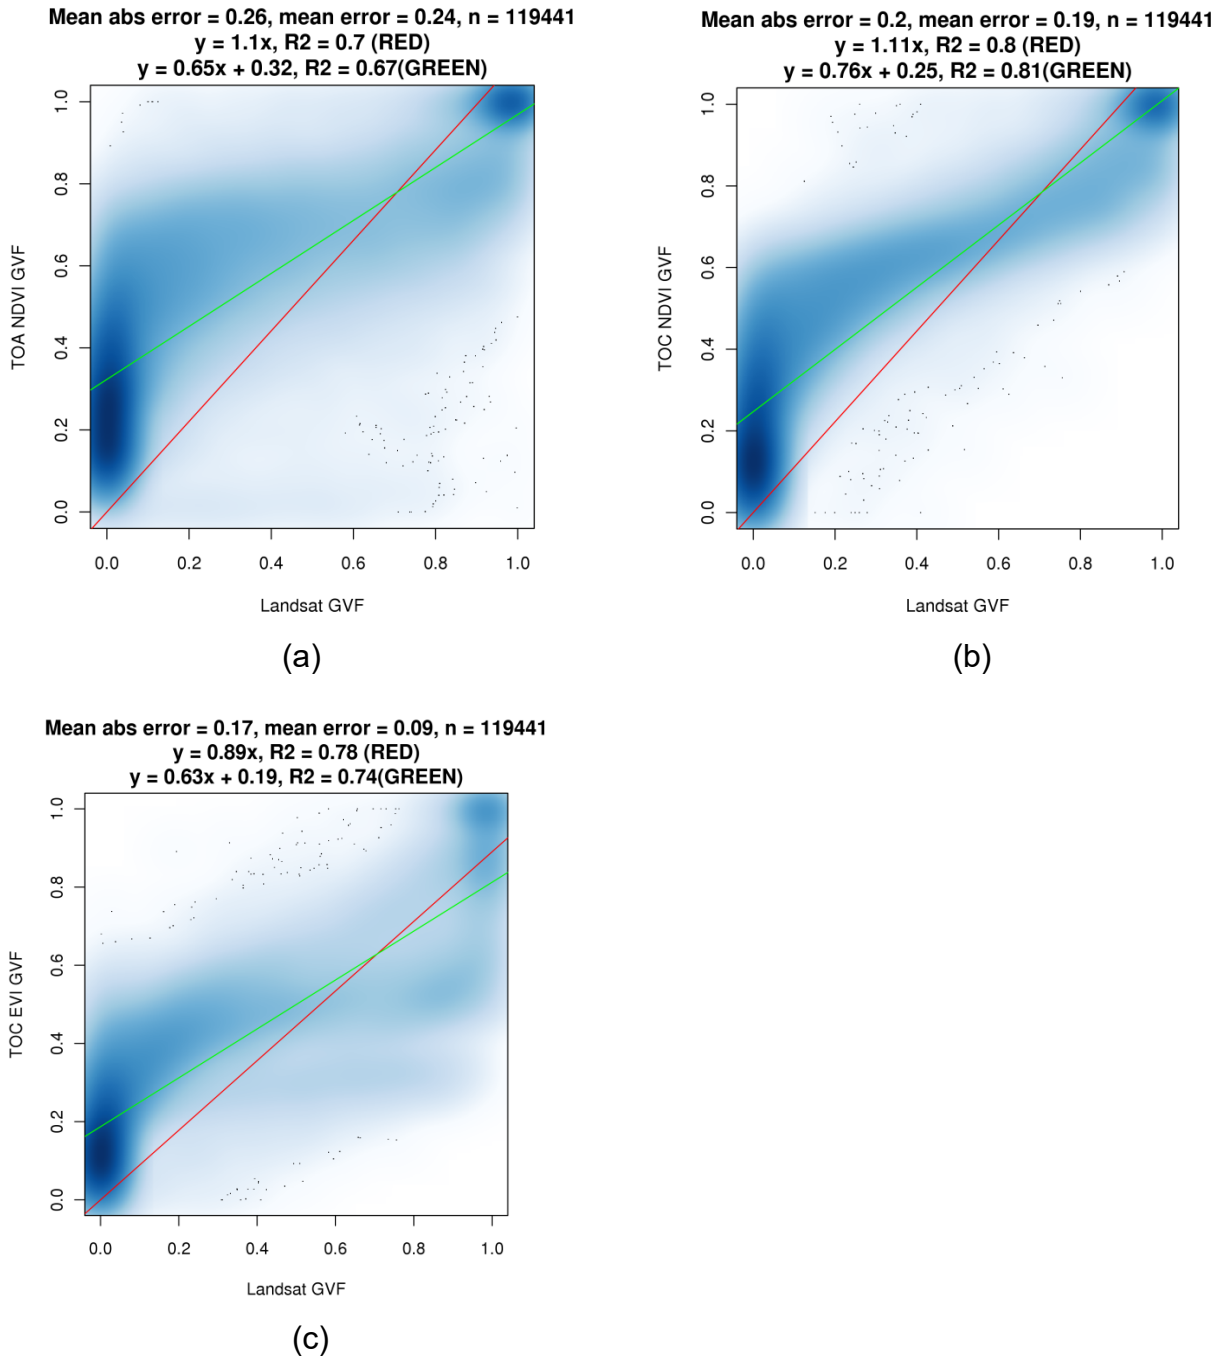 Mean abs error = 0.26, mean error = 0.24, n = 119441
y = 1.1x, R2 = 0.7 (RED)
y = 0.65x + 0.32, R2 = 0.67(GREEN)
TOA NDVI GVF
1.0
0.8
0.6
0.4
0.2
0.0
0.0 0.2 0.4 0.6 0.8 1.0
Landsat GVF
(a)
Mean abs error = 0.2, mean error = 0.19, n = 119441
y = 1.11x, R2 = 0.8 (RED)
y = 0.76x + 0.25, R2 = 0.81(GREEN)
TOC NDVI GVF
1.0
0.8
0.6
0.4
0.2
0.0
0.0 0.2 0.4 0.6 0.8 1.0
Landsat GVF
(b)
Mean abs error = 0.17, mean error = 0.09, n = 119441
y = 0.89x, R2 = 0.78 (RED)
y = 0.63x + 0.19, R2 = 0.74(GREEN)
TOC EVI GVF
1.0
0.8
0.6
0.4
0.2
0.0
0.0 0.2 0.4 0.6 0.8 1.0
Landsat GVF
(c)